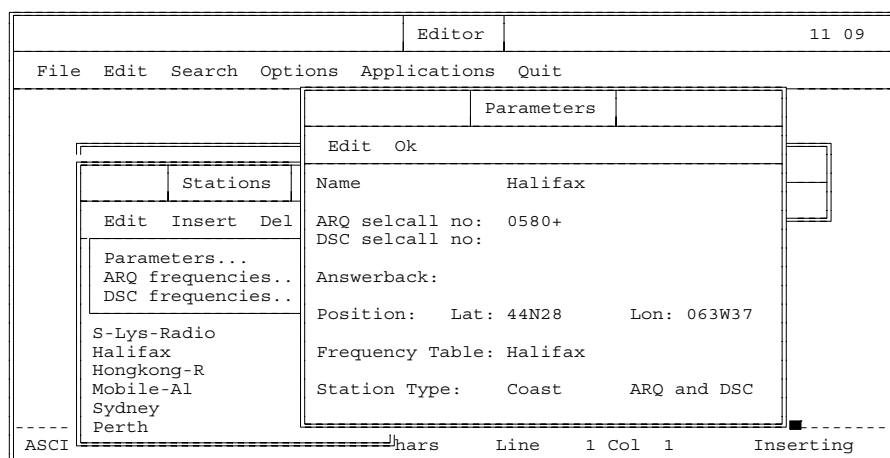 Editor 11 09
File Edit Search Options Applications Quit
Parameters
Edit Ok
Name Halifax
ARQ selcall no: 0580+
DSC selcall no:
Answerback:
Position: Lat: 44N28 Lon: 063W37
Frequency Table: Halifax
Station Type: Coast ARQ and DSC
Stations
Edit Insert Del
Parameters...
ARQ frequencies..
DSC frequencies..
S-Lys-Radio
Halifax
Hongkong-R
Mobile-Al
Sydney
Perth
ASCI hars Line 1 Col 1 Inserting